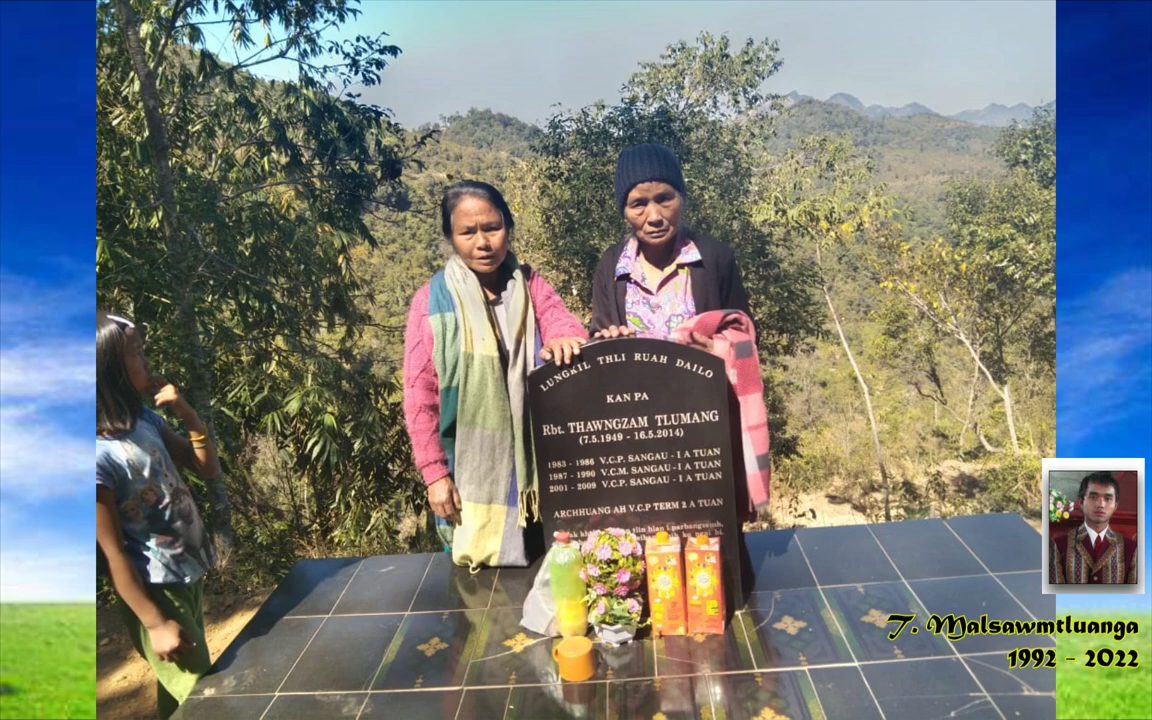 LUNGKIL THLI RUAH DAILO
KAN PA
Rbt. THAWNGZAM TLUMANG
(7.5.1949 - 16.5.2014)
1983 - 1986 V.C.P. SANGAU - I A TUAN
1987 - 1990 V.C.M. SANGAU - I A TUAN
2001 - 2009 V.C.P. SANGAU - I A TUAN
ARCHHUANG AH V.C.P TERM 2 A TUAN
T. Malsawmtluanga
1992 - 2022